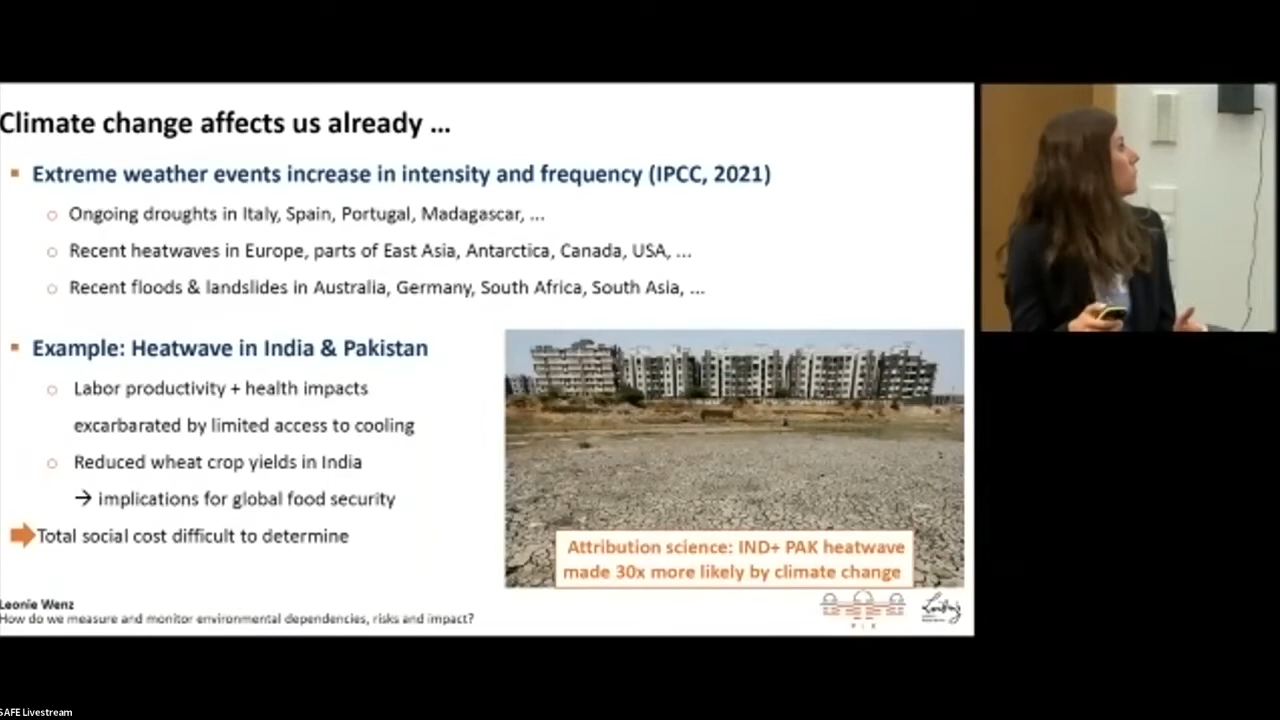 Climate change affects us already ...
Extreme weather events increase in intensity and frequency (IPCC, 2021)
Ongoing droughts in Italy, Spain, Portugal, Madagascar, ...
Recent heatwaves in Europe, parts of East Asia, Antarctica, Canada, USA, ...
Recent floods & landslides in Australia, Germany, South Africa, South Asia, ...
Example: Heatwave in India & Pakistan
Labor productivity + health impacts
excarbarated by limited access to cooling
Reduced wheat crop yields in India
→ implications for global food security
Total social cost difficult to determine
Attribution science: IND+ PAK heatwave
made 30x more likely by climate change
Leonie Wenz
How do we measure and monitor environmental dependencies, risks and impact?
P I K
SAFE Livestream